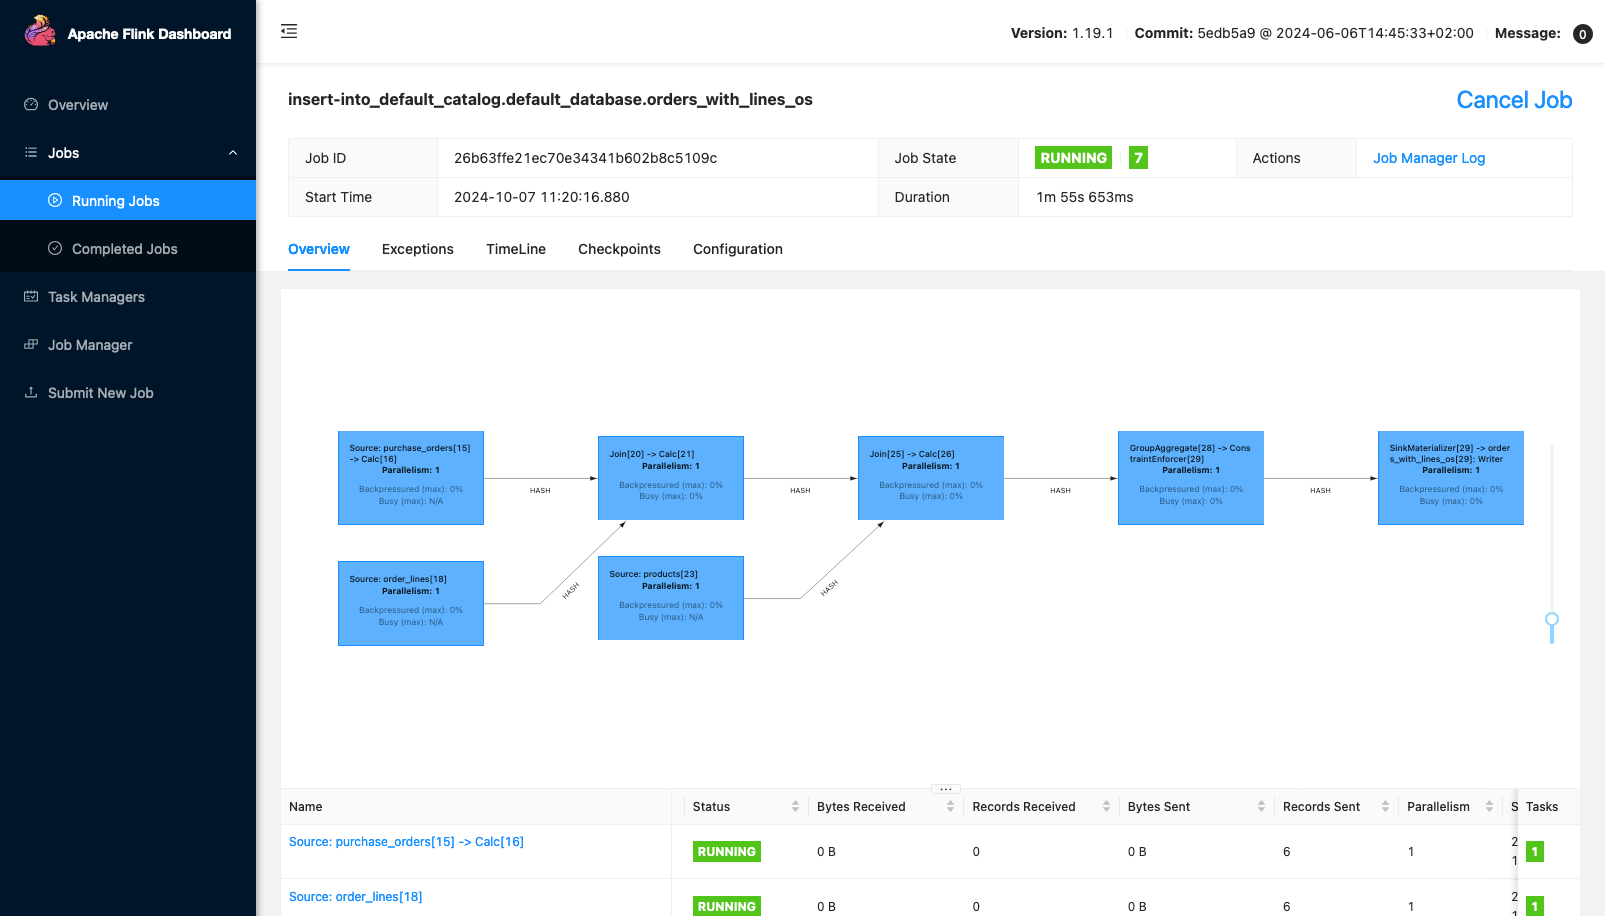 Apache Flink Dashboard
Version: 1.19.1 Commit: 5edb5a9 @ 2024-06-06T14:45:33+02:00 Message: 0
Overview
Jobs
Running Jobs
Completed Jobs
Task Managers
Job Manager
Submit New Job
insert-into_default_catalog.default_database.orders_with_lines_os
Cancel Job
Job ID 26b63ffe21ec70e34341b602b8c5109c Job State RUNNING 7 Actions Job Manager Log
Start Time 2024-10-07 11:20:16.880 Duration 1m 55s 653ms
Overview Exceptions TimeLine Checkpoints Configuration
Source: purchase_orders[15]
-> Calc[16]
Parallelism: 1
Backpressured (max): 0%
Busy (max): N/A
HASH
Join[20] -> Calc[21]
Parallelism: 1
Backpressured (max): 0%
Busy (max): 0%
HASH
Join[25] -> Calc[26]
Parallelism: 1
Backpressured (max): 0%
Busy (max): 0%
HASH
GroupAggregate[28] -> Cons
traintEnforcer[29]
Parallelism: 1
Backpressured (max): 0%
Busy (max): 0%
HASH
SinkMaterializer[29] -> order
s_with_lines_os[29]: Writer
Parallelism: 1
Backpressured (max): 0%
Busy (max): 0%
Source: order_lines[18]
Parallelism: 1
Backpressured (max): 0%
Busy (max): N/A
HASH
Source: products[23]
Parallelism: 1
Backpressured (max): 0%
Busy (max): N/A
HASH
Name Status Bytes Received Records Received Bytes Sent Records Sent Parallelism S Tasks
Source: purchase_orders[15] -> Calc[16] RUNNING 0 B 0 0 B 6 1 2 1
1
Source: order_lines[18] RUNNING 0 B 0 0 B 6 1 2 1
1